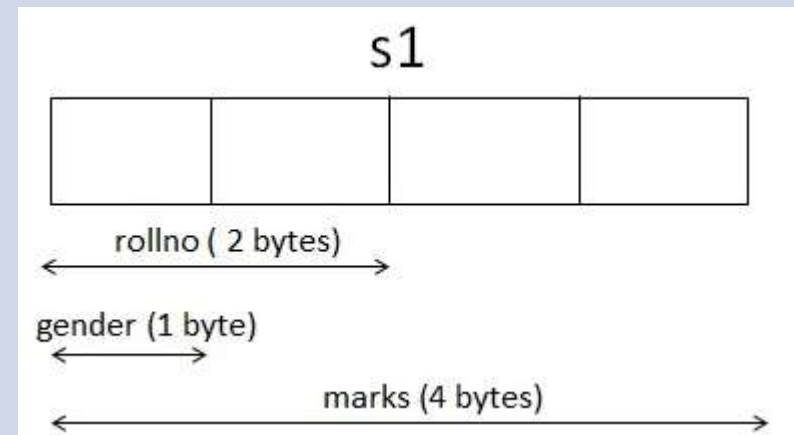 s1
rollno ( 2 bytes)
gender (1 byte)
marks (4 bytes)